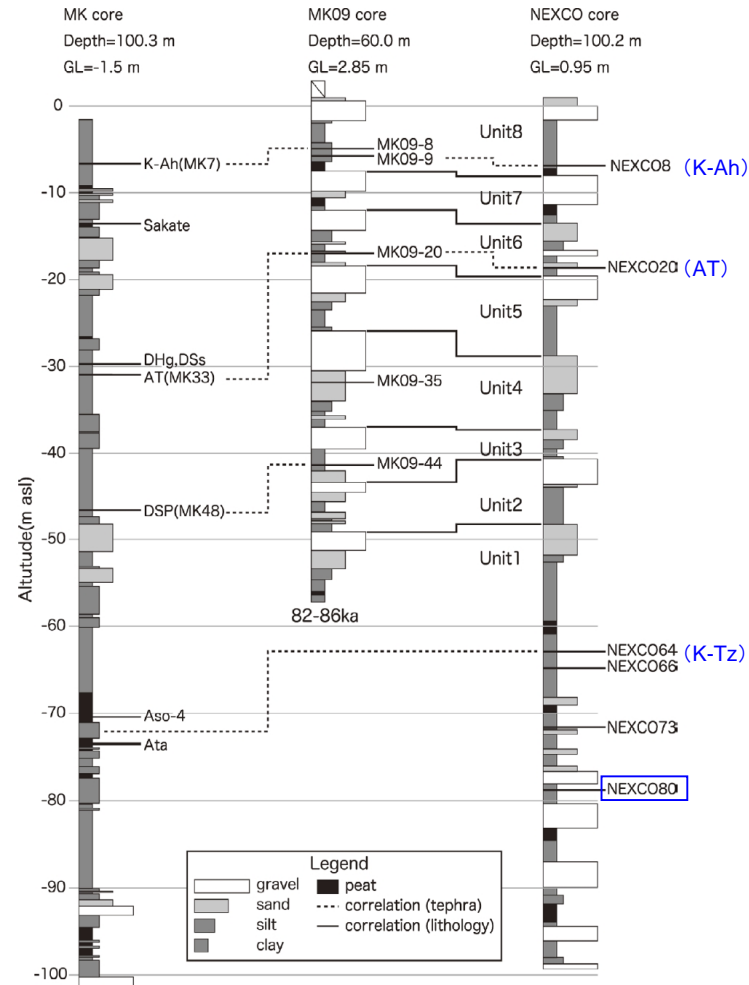 MK core
Depth=100.3 m
GL=-1.5 m
MK09 core
Depth=60.0 m
GL=2.85 m
NEXCO core
Depth=100.2 m
GL=0.95 m
Altutude(m asl)
0
-10
-20
-30
-40
-50
-60
-70
-80
-90
-100
K-Ah(MK7)
Sakate
DHg,DSs
AT(MK33)
DSP(MK48)
Aso-4
Ata
MK09-8
MK09-9
MK09-20
MK09-35
MK09-44
82-86ka
Unit8
Unit7
Unit6
Unit5
Unit4
Unit3
Unit2
Unit1
NEXCO8 (K-Ah)
NEXCO20 (AT)
NEXCO64 (K-Tz)
NEXCO66
NEXCO73
NEXCO80
Legend
gravel
sand
silt
clay
peat
correlation (tephra)
correlation (lithology)